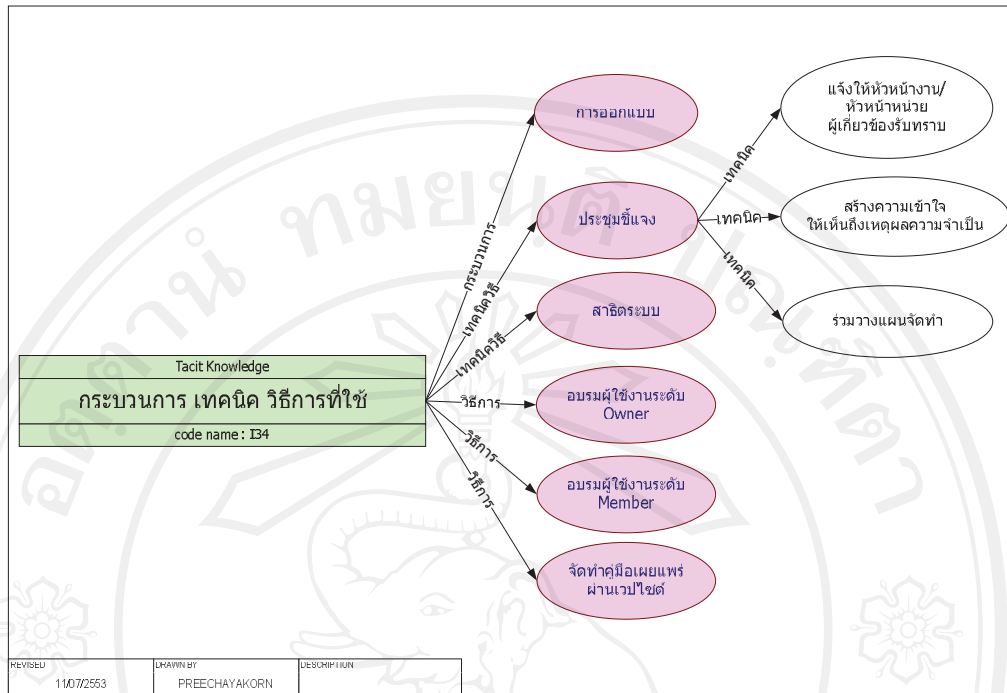 Tacit Knowledge
กระบวนการ เทคนิค วิธีการที่ใช้
code name : I34
กระบวนการ
เทคนิควิธี
เทคนิควิธี
วิธีการ
วิธีการ
วิธีการ
การออกแบบ
ประชุมชี้แจง
สาธิตระบบ
อบรมผู้ใช้งานระดับ
Owner
อบรมผู้ใช้งานระดับ
Member
จัดทำคู่มือเผยแพร่
ผ่านเวปไซต์
เทคนิค
เทคนิค
เทคนิค
แจ้งให้หัวหน้างาน/
หัวหน้าหน่วย
ผู้เกี่ยวข้องรับทราบ
สร้างความเข้าใจ
ให้เห็นถึงเหตุผลความจำเป็น
ร่วมวางแผนจัดทำ
REVISED
11/07/2553
DRAWN BY
PREECHAYAKORN
DESCRIPTION